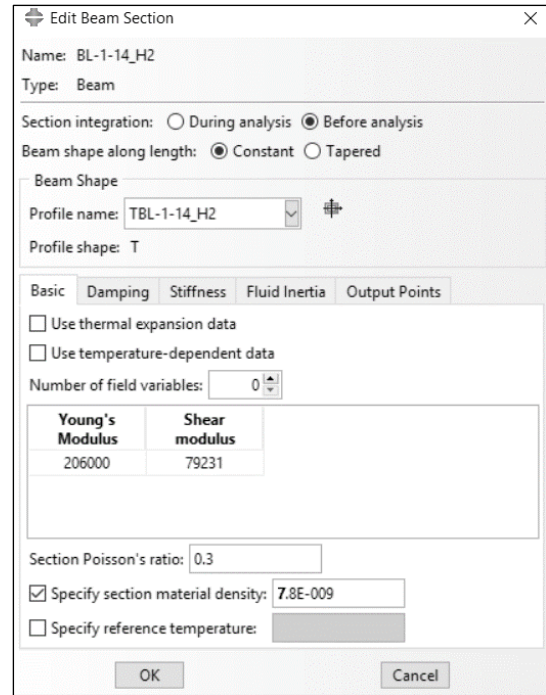 Edit Beam Section
Name: BL-1-14_H2
Type: Beam
Section integration: During analysis Before analysis
Beam shape along length: Constant Tapered
Beam Shape
Profile name: TBL-1-14_H2
Profile shape: T
Basic Damping Stiffness Fluid Inertia Output Points
Use thermal expansion data
Use temperature-dependent data
Number of field variables: 0
Young's Shear
Modulus modulus
206000 79231
Section Poisson's ratio: 0.3
Specify section material density: 7.8E-009
Specify reference temperature:
OK Cancel